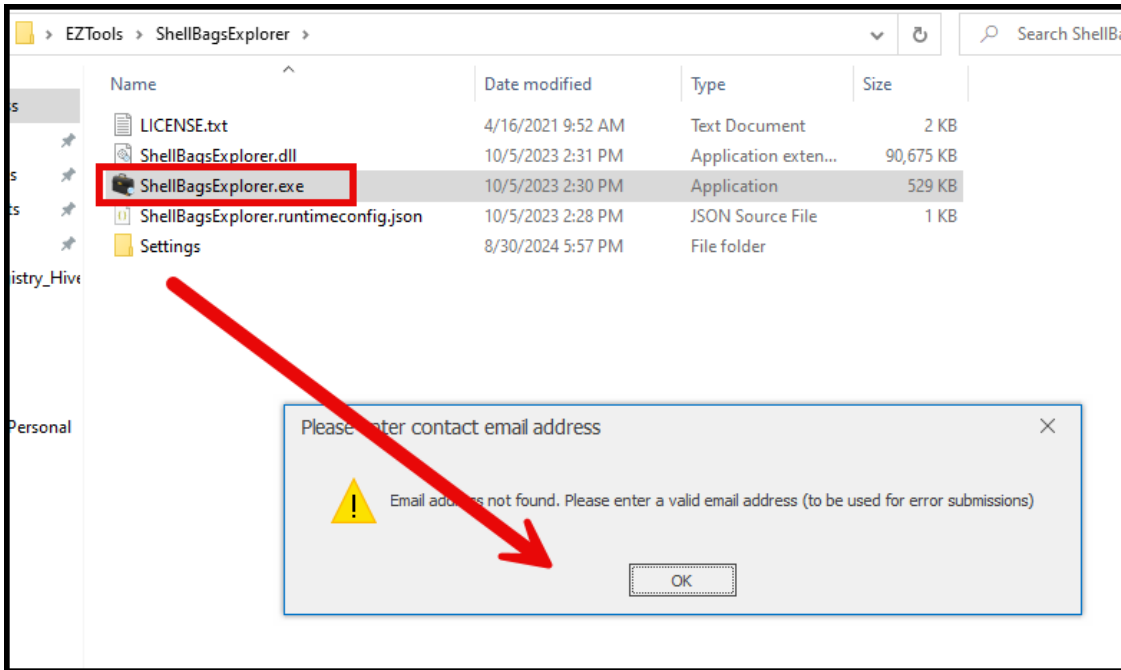 EZTools > ShellBagsExplorer > Search ShellBa
Name Date modified Type Size
LICENSE.txt 4/16/2021 9:52 AM Text Document 2 KB
ShellBagsExplorer.dll 10/5/2023 2:31 PM Application exten... 90,675 KB
ShellBagsExplorer.exe 10/5/2023 2:30 PM Application 529 KB
ShellBagsExplorer.runtimeconfig.json 10/5/2023 2:28 PM JSON Source File 1 KB
Settings 8/30/2024 5:57 PM File folder
istry_Hive
Personal
Please enter contact email address
Email address not found. Please enter a valid email address (to be used for error submissions)
OK